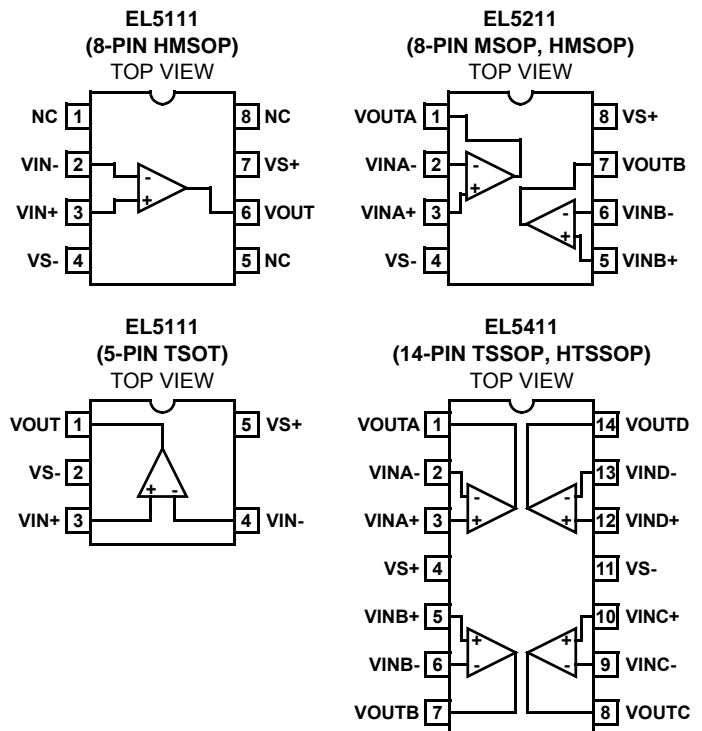 EL5111
(8-PIN HMSOP)
TOP VIEW
NC 1 8 NC
VIN- 2 7 VS+
- +
VIN+ 3 6 VOUT
VS- 4 5 NC
EL5211
(8-PIN MSOP, HMSOP)
TOP VIEW
VOUTA 1 8 VS+
VINA- 2 - 7 VOUTB
+
VINA+ 3 - 6 VINB-
+
VS- 4 5 VINB+
EL5111
(5-PIN TSOT)
TOP VIEW
VOUT 1 5 VS+
VS- 2
+ -
VIN+ 3 4 VIN-
EL5411
(14-PIN TSSOP, HTSSOP)
TOP VIEW
VOUTA 1 14 VOUTD
VINA- 2 13 VIND-
- -
VINA+ 3 + + 12 VIND+
VS+ 4 11 VS-
VINB+ 5 10 VINC+
+ +
VINB- 6 - - 9 VINC-
VOUTB 7 8 VOUTC